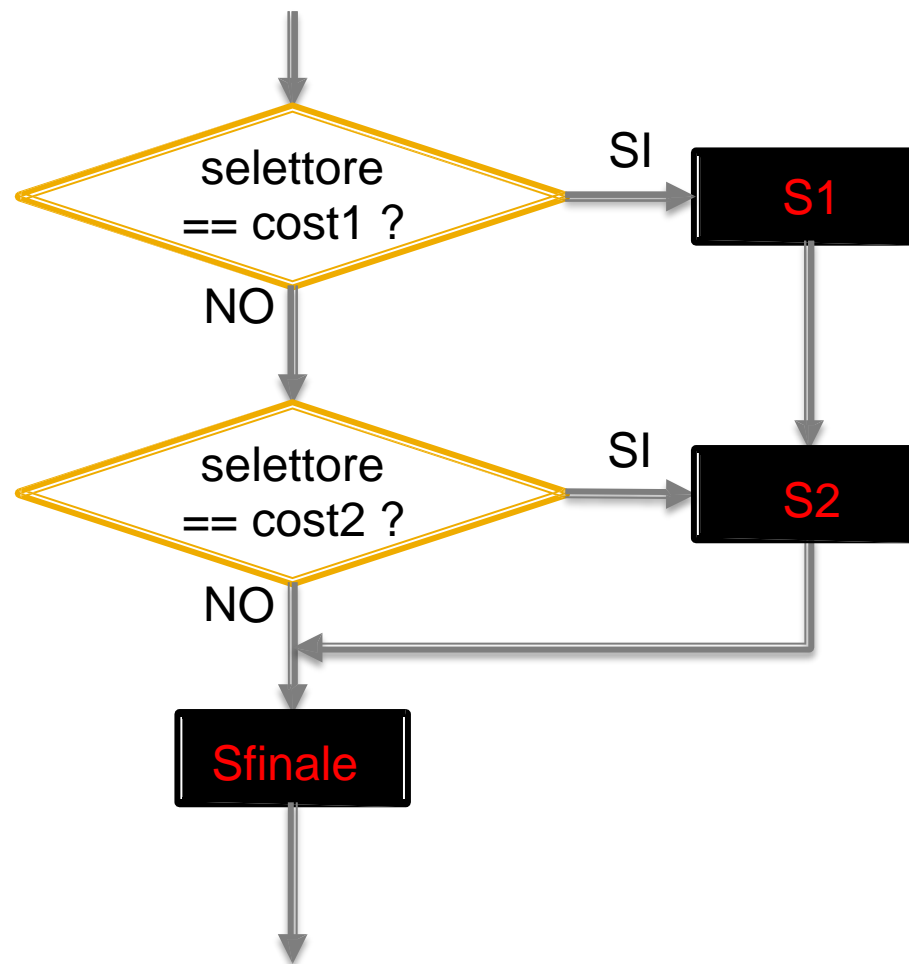 selettore
== cost1 ?
SI
S1
NO
selettore
== cost2 ?
SI
S2
NO
Sfinale